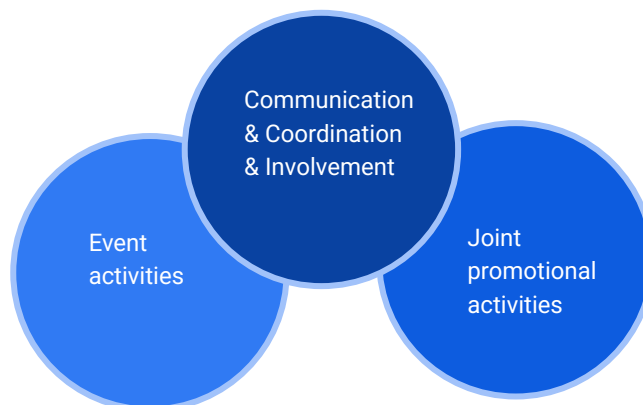 Communication
& Coordination
& Involvement
Event
activities
Joint
promotional
activities